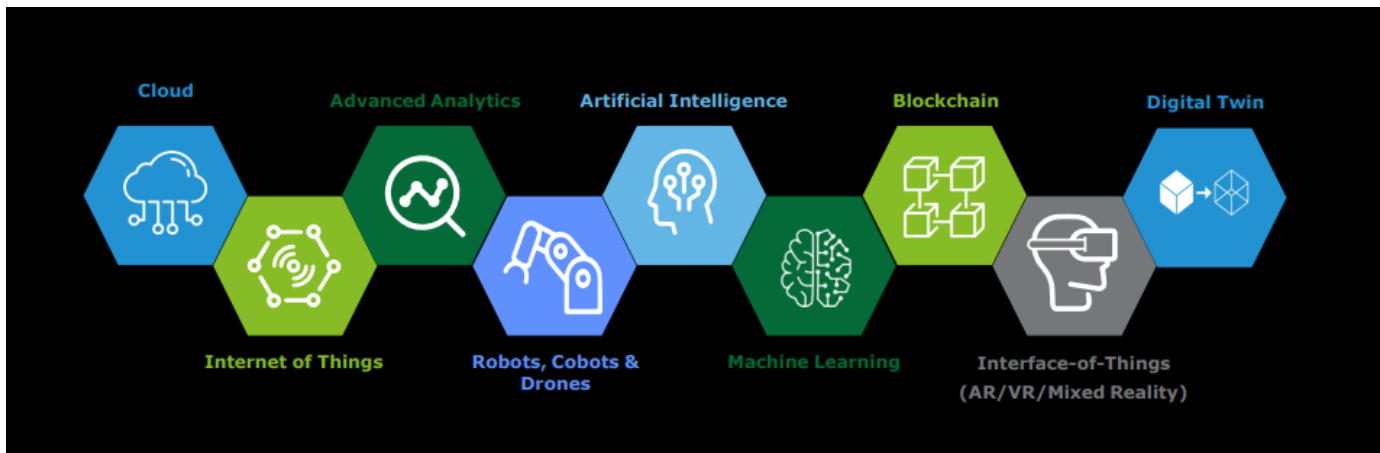 Cloud
Advanced Analytics
Artificial Intelligence
Blockchain
Digital Twin
Internet of Things
Robots, Cobots &
Drones
Machine Learning
Interface-of-Things
(AR/VR/Mixed Reality)